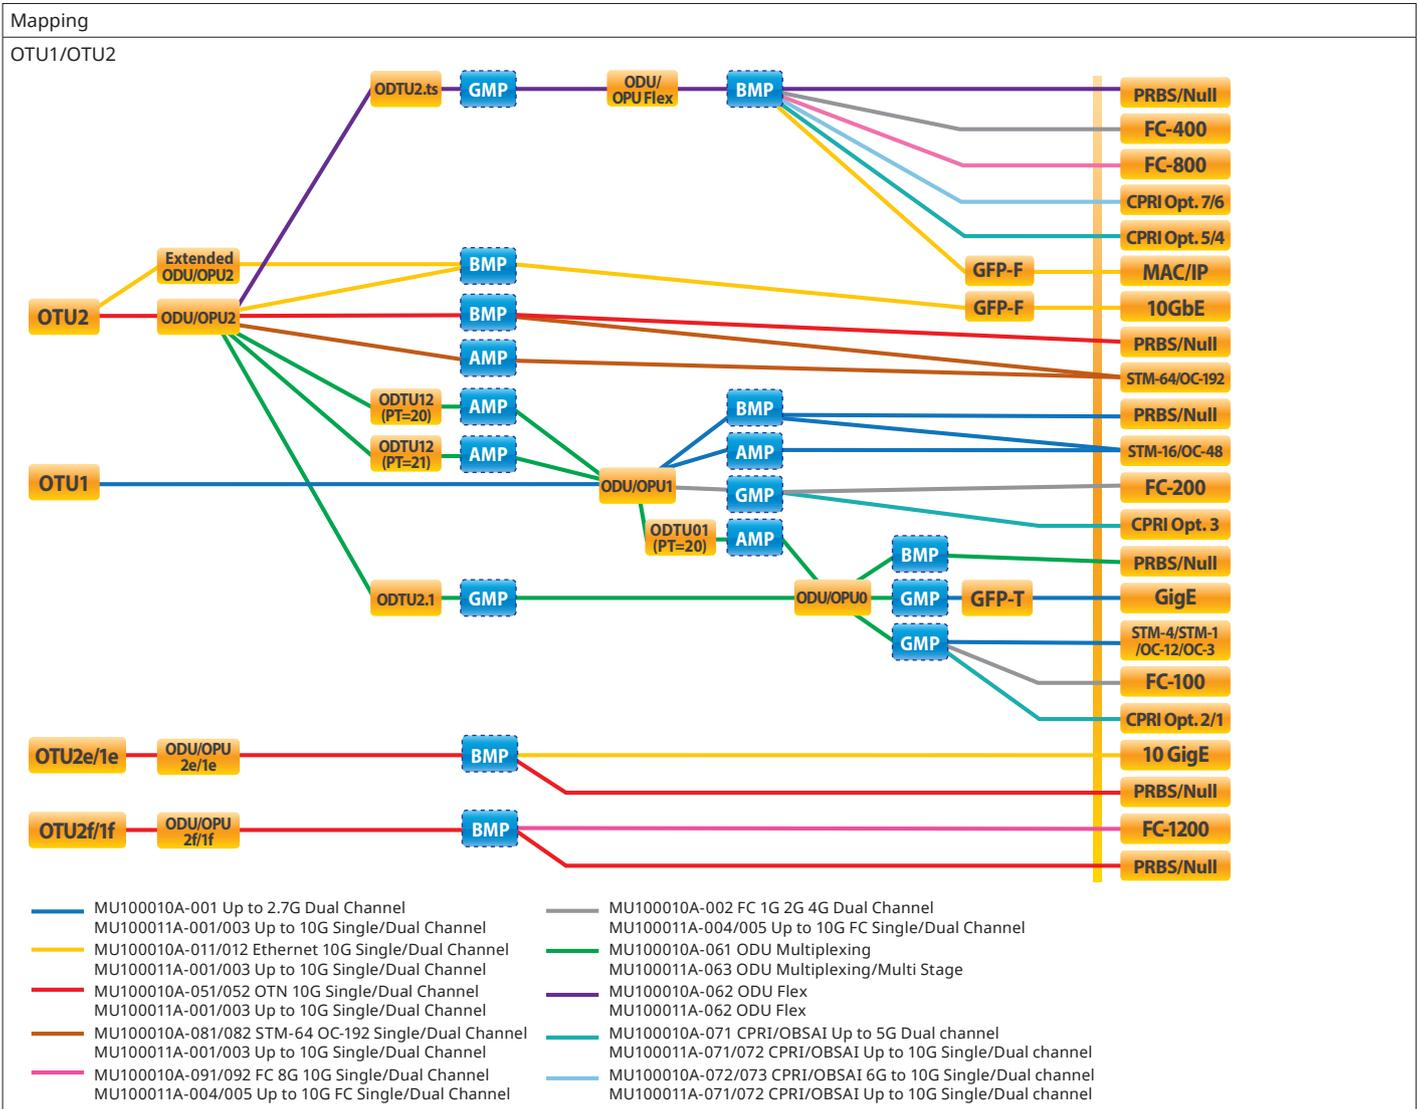 Mapping
OTU1/OTU2
ODTU2.ts
GMP
ODU/
OPU Flex
BMP
PRBS/Null
FC-400
FC-800
CPRI Opt. 7/6
CPRI Opt. 5/4
GFP-F
MAC/IP
Extended
ODU/OPU2
BMP
GFP-F
10GbE
OTU2
ODU/OPU2
BMP
PRBS/Null
AMP
STM-64/OC-192
ODTU12
(PT=20)
AMP
BMP
PRBS/Null
ODTU12
(PT=21)
AMP
AMP
STM-16/OC-48
OTU1
ODU/OPU1
GMP
FC-200
CPRI Opt. 3
ODTU01
(PT=20)
AMP
BMP
PRBS/Null
ODTU2.1
GMP
ODU/OPU0
GMP
GFP-T
GigE
GMP
STM-4/STM-1
/OC-12/OC-3
FC-100
CPRI Opt. 2/1
OTU2e/1e
ODU/OPU
2e/1e
BMP
10 GigE
PRBS/Null
OTU2f/1f
ODU/OPU
2f/1f
BMP
FC-1200
PRBS/Null
MU100010A-001 Up to 2.7G Dual Channel
MU100011A-001/003 Up to 10G Single/Dual Channel
MU100010A-011/012 Ethernet 10G Single/Dual Channel
MU100011A-001/003 Up to 10G Single/Dual Channel
MU100010A-051/052 OTN 10G Single/Dual Channel
MU100011A-001/003 Up to 10G Single/Dual Channel
MU100010A-081/082 STM-64 OC-192 Single/Dual Channel
MU100011A-001/003 Up to 10G Single/Dual Channel
MU100010A-091/092 FC 8G 10G Single/Dual Channel
MU100011A-004/005 Up to 10G FC Single/Dual Channel
MU100010A-002 FC 1G 2G 4G Dual Channel
MU100011A-004/005 Up to 10G FC Single/Dual Channel
MU100010A-061 ODU Multiplexing
MU100011A-063 ODU Multiplexing/Multi Stage
MU100010A-062 ODU Flex
MU100011A-062 ODU Flex
MU100010A-071 CPRI/OBSAI Up to 5G Dual channel
MU100011A-071/072 CPRI/OBSAI Up to 10G Single/Dual channel
MU100010A-072/073 CPRI/OBSAI 6G to 10G Single/Dual channel
MU100011A-071/072 CPRI/OBSAI Up to 10G Single/Dual channel